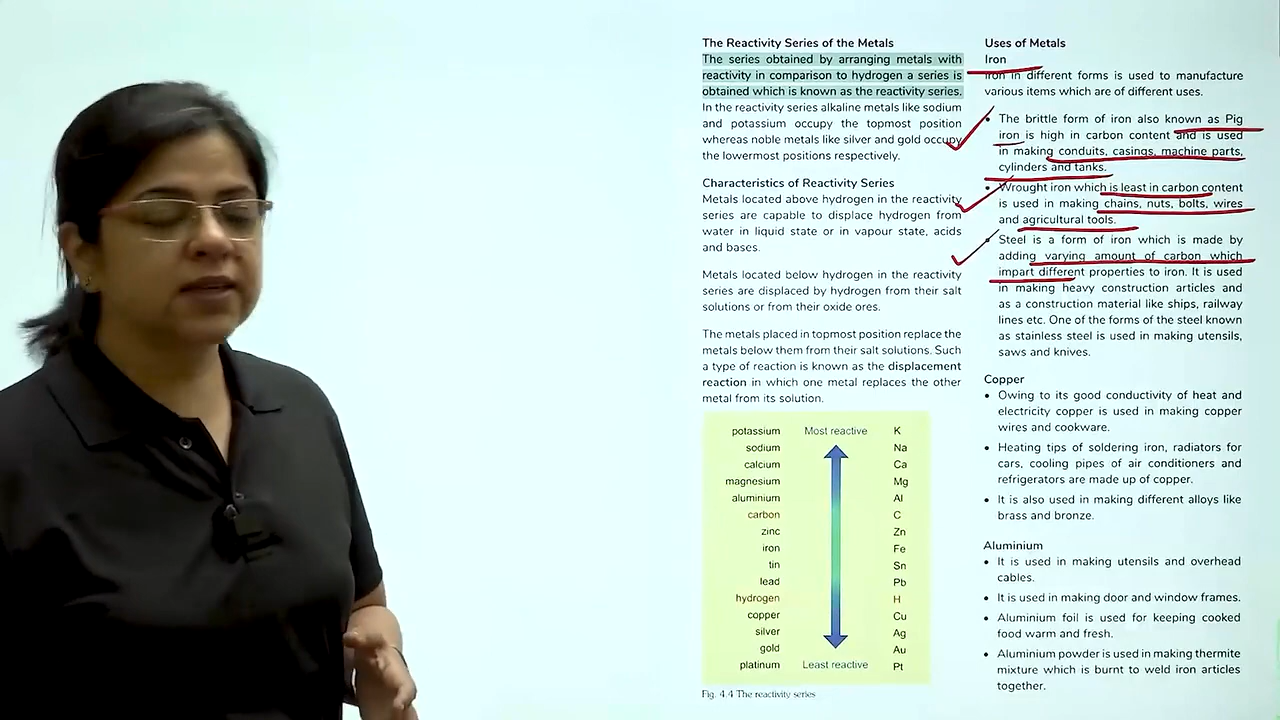 The Reactivity Series of the Metals
The series obtained by arranging metals with
reactivity in comparison to hydrogen a series is
obtained which is known as the reactivity series.
In the reactivity series alkaline metals like sodium
and potassium occupy the topmost position
whereas noble metals like silver and gold occupy
the lowermost positions respectively.
Characteristics of Reactivity Series
Metals located above hydrogen in the reactivity
series are capable to displace hydrogen from
water in liquid state or in vapour state, acids
and bases.
Metals located below hydrogen in the reactivity
series are displaced by hydrogen from their salt
solutions or from their oxide ores.
The metals placed in topmost position replace the
metals below them from their salt solutions. Such
a type of reaction is known as the displacement
reaction in which one metal replaces the other
metal from its solution.
potassium Most reactive K
sodium Na
calcium Ca
magnesium Mg
aluminium Al
carbon C
zinc Zn
iron Fe
tin Sn
lead Pb
hydrogen H
copper Cu
silver Ag
gold Au
platinum Least reactive Pt
Fig. 4.4 The reactivity series
Uses of Metals
Iron
Iron in different forms is used to manufacture
various items which are of different uses.
• The brittle form of iron also known as Pig
iron is high in carbon content and is used
in making conduits, casings, machine parts,
cylinders and tanks.
• Wrought iron which is least in carbon content
is used in making chains, nuts, bolts, wires
and agricultural tools.
• Steel is a form of iron which is made by
adding varying amount of carbon which
impart different properties to iron. It is used
in making heavy construction articles and
as a construction material like ships, railway
lines etc. One of the forms of the steel known
as stainless steel is used in making utensils,
saws and knives.
Copper
• Owing to its good conductivity of heat and
electricity copper is used in making copper
wires and cookware.
• Heating tips of soldering iron, radiators for
cars, cooling pipes of air conditioners and
refrigerators are made up of copper.
• It is also used in making different alloys like
brass and bronze.
Aluminium
• It is used in making utensils and overhead
cables.
• It is used in making door and window frames.
• Aluminium foil is used for keeping cooked
food warm and fresh.
• Aluminium powder is used in making thermite
mixture which is burnt to weld iron articles
together.